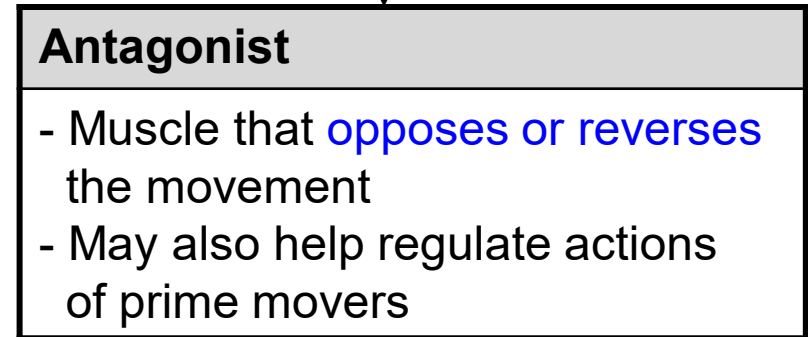 Antagonist
- Muscle that opposes or reverses
the movement
- May also help regulate actions
of prime movers